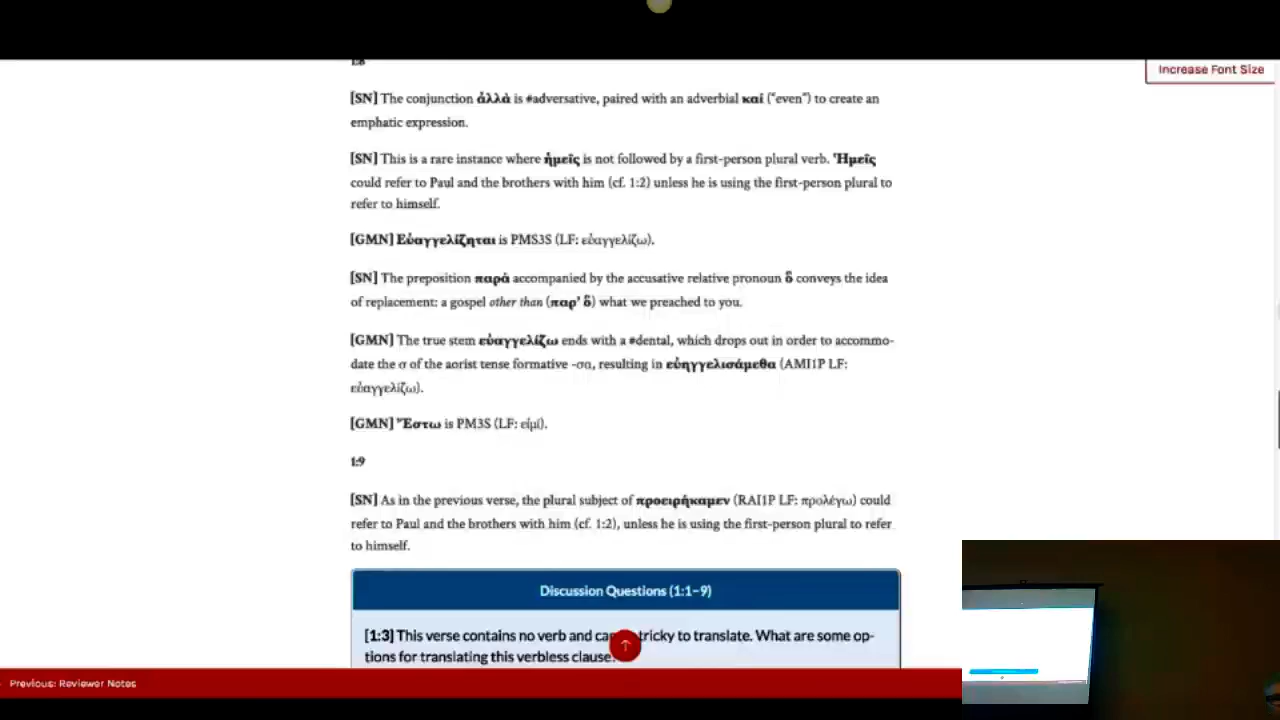 1:8
Increase Font Size
[SN] The conjunction ἀλλὰ is #adversative, paired with an adverbial καί (“even”) to create an
emphatic expression.
[SN] This is a rare instance where ἡμεῖς is not followed by a first-person plural verb. Ἡμεῖς
could refer to Paul and the brothers with him (cf. 1:2) unless he is using the first-person plural to
refer to himself.
[GMN] Εὐαγγελίζηται is PMS3S (LF: εὐαγγελίζω).
[SN] The preposition παρά accompanied by the accusative relative pronoun ὅ conveys the idea
of replacement: a gospel other than (παρ’ ὅ) what we preached to you.
[GMN] The true stem εὐαγγελίζω ends with a #dental, which drops out in order to accommo-
date the σ of the aorist tense formative -σα, resulting in εὐηγγελισάμεθα (AMI1P LF:
εὐαγγελίζω).
[GMN] Ἔστω is PM3S (LF: εἰμί).
1:9
[SN] As in the previous verse, the plural subject of προειρήκαμεν (RAI1P LF: προλέγω) could
refer to Paul and the brothers with him (cf. 1:2), unless he is using the first-person plural to refer
to himself.
Discussion Questions (1:1–9)
[1:3] This verse contains no verb and ca tricky to translate. What are some op-
tions for translating this verbless clause?
Previous: Reviewer Notes